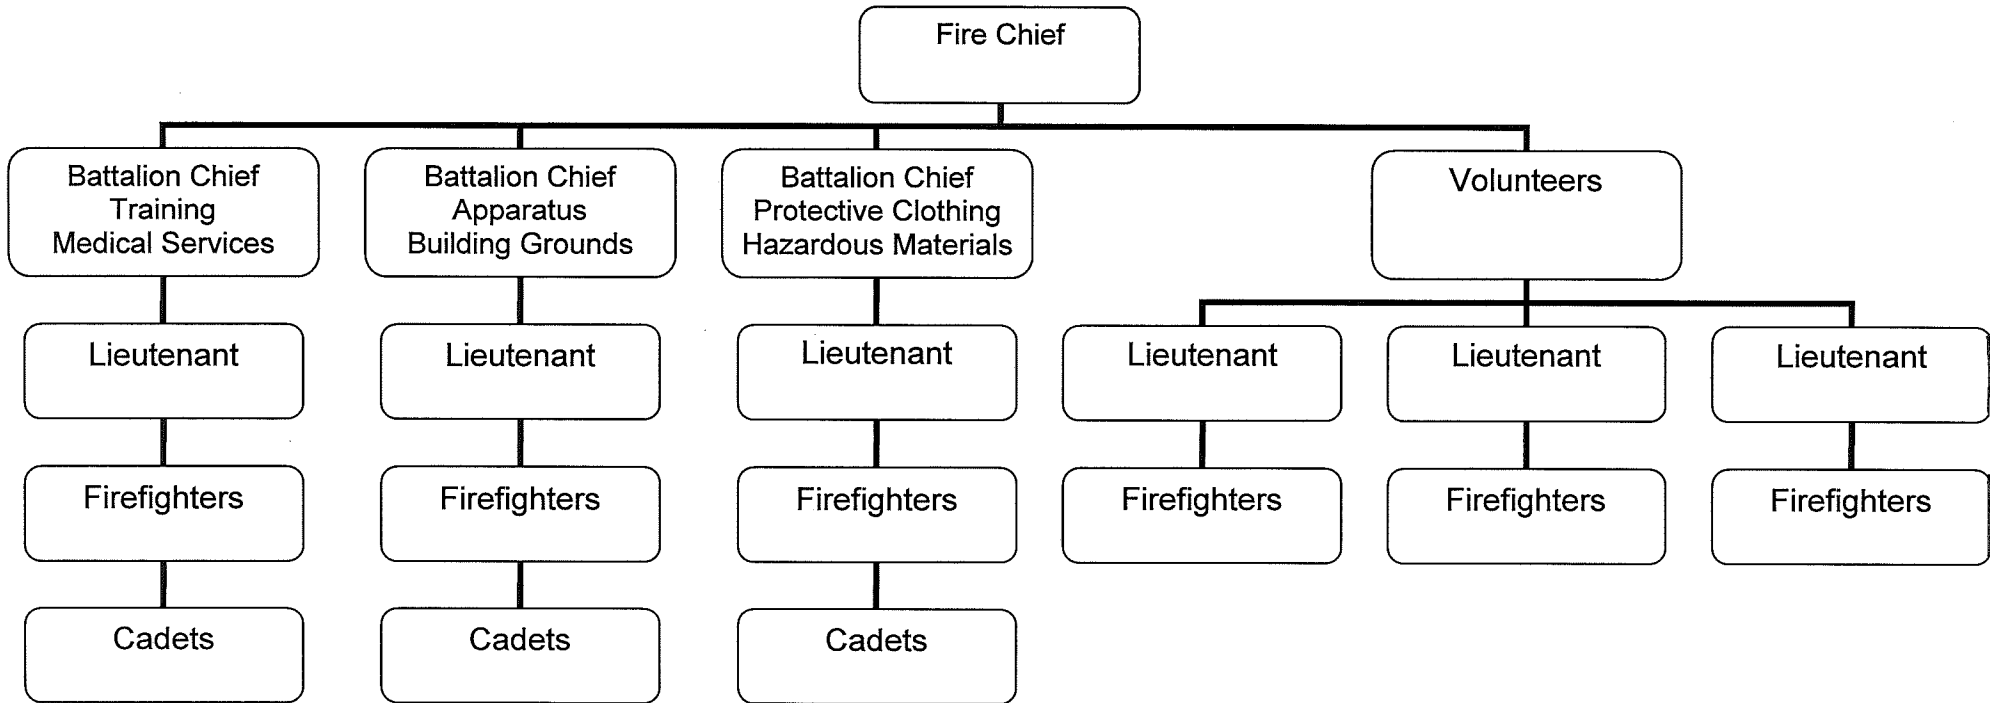 Fire Chief
Battalion Chief
Training
Medical Services
Battalion Chief
Apparatus
Building Grounds
Battalion Chief
Protective Clothing
Hazardous Materials
Volunteers
Lieutenant
Lieutenant
Lieutenant
Lieutenant
Lieutenant
Lieutenant
Firefighters
Firefighters
Firefighters
Firefighters
Firefighters
Firefighters
Cadets
Cadets
Cadets